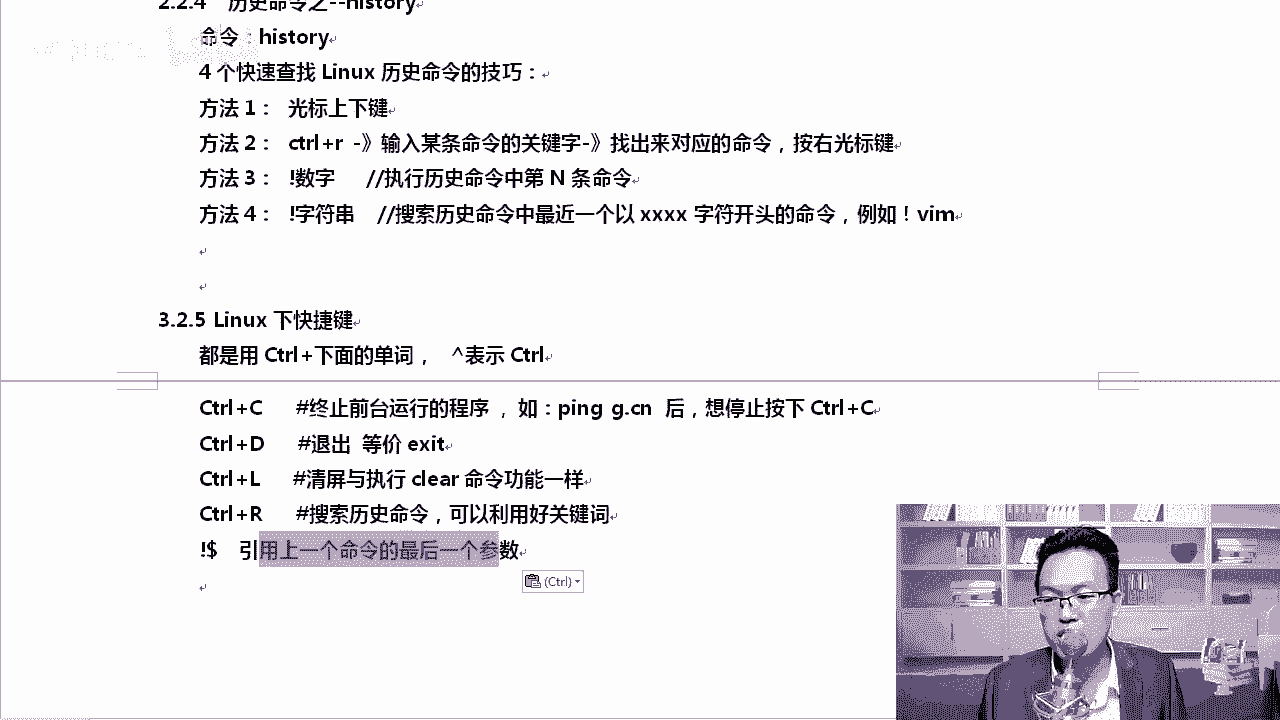 2.2.4 历史命令之--history
命令：history
4 个快速查找 Linux 历史命令的技巧：
方法 1： 光标上下键
方法 2： ctrl+r -》输入某条命令的关键字-》找出来对应的命令，按右光标键
方法 3： !数字 //执行历史命令中第 N 条命令
方法 4： !字符串 //搜索历史命令中最近一个以 xxxx 字符开头的命令，例如！vim
3.2.5 Linux 下快捷键
都是用 Ctrl+下面的单词， ^表示 Ctrl
Ctrl+C #终止前台运行的程序 ，如：ping g.cn 后，想停止按下 Ctrl+C
Ctrl+D #退出 等价 exit
Ctrl+L #清屏与执行 clear 命令功能一样
Ctrl+R #搜索历史命令，可以利用好关键词
!$ 引用上一个命令的最后一个参数
(Ctrl)